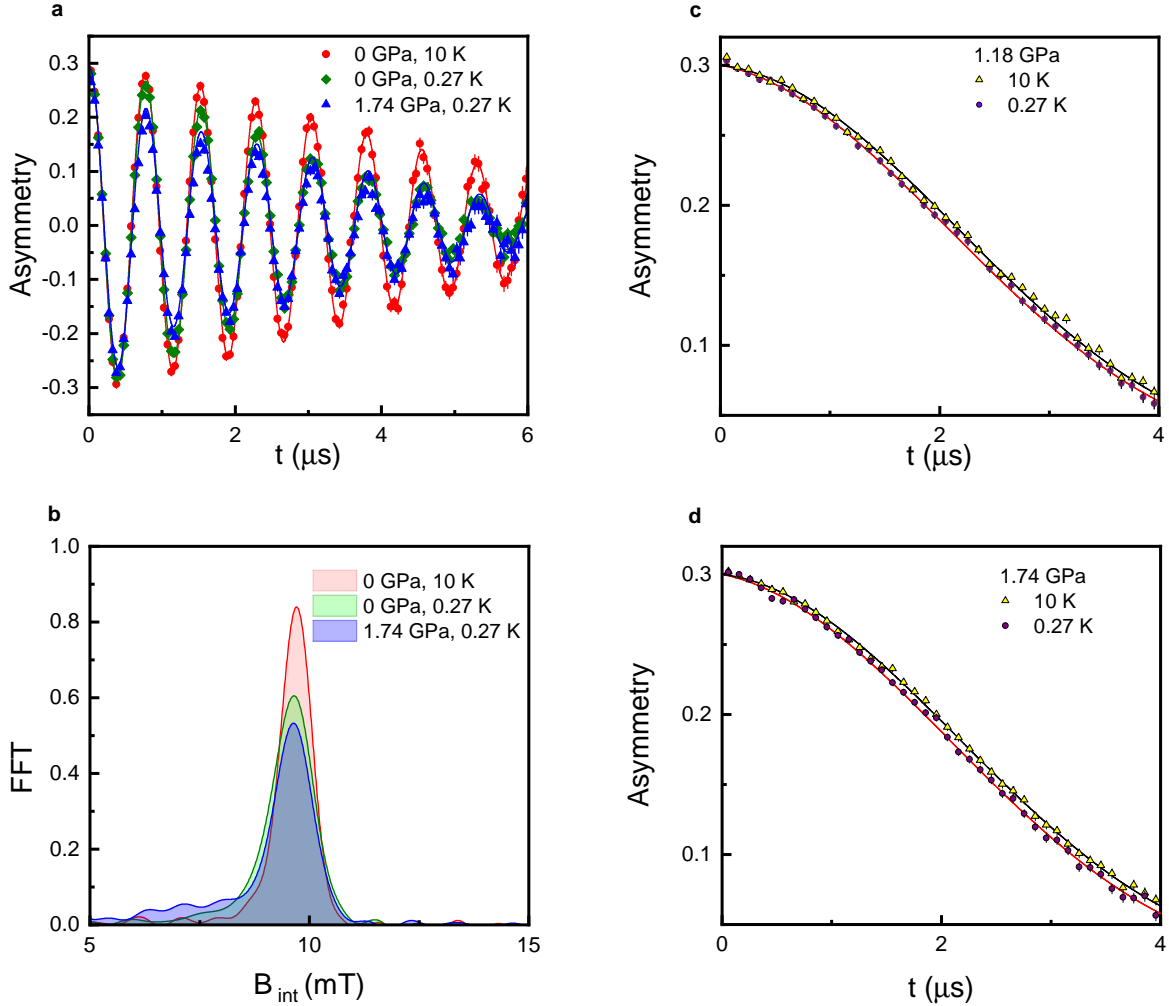 a
0 GPa, 10 K
0 GPa, 0.27 K
1.74 GPa, 0.27 K
Asymmetry
0.3
0.2
0.1
0.0
-0.1
-0.2
-0.3
0 2 4 6
t (μs)
b
0 GPa, 10 K
0 GPa, 0.27 K
1.74 GPa, 0.27 K
FFT
1.0
0.8
0.6
0.4
0.2
0.0
5 10 15
B int (mT)
c
1.18 GPa
10 K
0.27 K
Asymmetry
0.3
0.2
0.1
0 2 4
t (μs)
d
1.74 GPa
10 K
0.27 K
Asymmetry
0.3
0.2
0.1
0 2 4
t (μs)